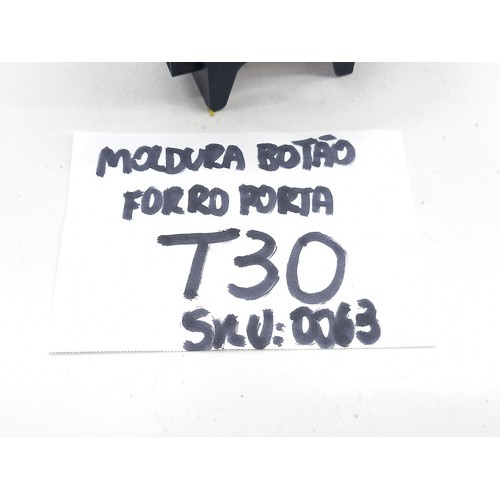 MOLDURA BOTÃO
FORRO PORTA
T30
SKU:0063